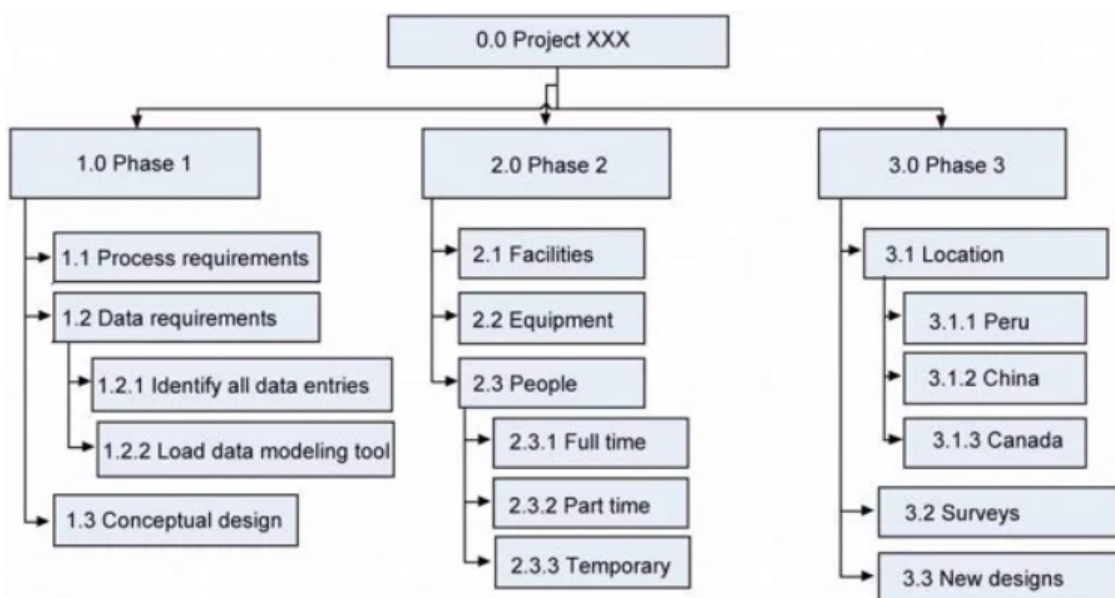 0.0 Project XXX
1.0 Phase 1
1.1 Process requirements
1.2 Data requirements
1.2.1 Identify all data entries
1.2.2 Load data modeling tool
1.3 Conceptual design
2.0 Phase 2
2.1 Facilities
2.2 Equipment
2.3 People
2.3.1 Full time
2.3.2 Part time
2.3.3 Temporary
3.0 Phase 3
3.1 Location
3.1.1 Peru
3.1.2 China
3.1.3 Canada
3.2 Surveys
3.3 New designs